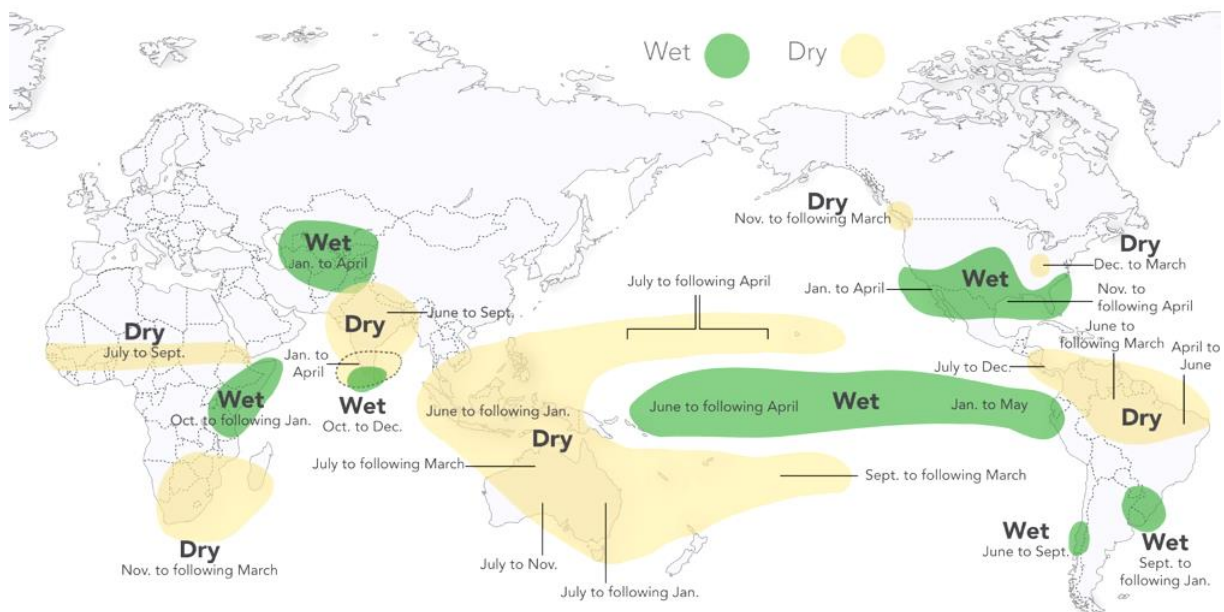 Wet
Dry
Dry
Nov. to following March
Dry
Dec. to March
Wet
Jan. to April
Wet
Jan. to April
Nov. to
following April
July to following April
Dry
June to Sept.
June to
following March
April to
June
Dry
July to Sept.
Jan. to
April
July to Dec.
Wet
Oct. to following Jan.
Wet
Oct. to Dec.
June to following Jan.
Dry
June to following April
Wet
Jan. to May
Dry
July to following March
Sept. to following March
Dry
Nov. to following March
July to Nov.
July to following Jan.
Wet
June to Sept.
Wet
Sept. to
following Jan.